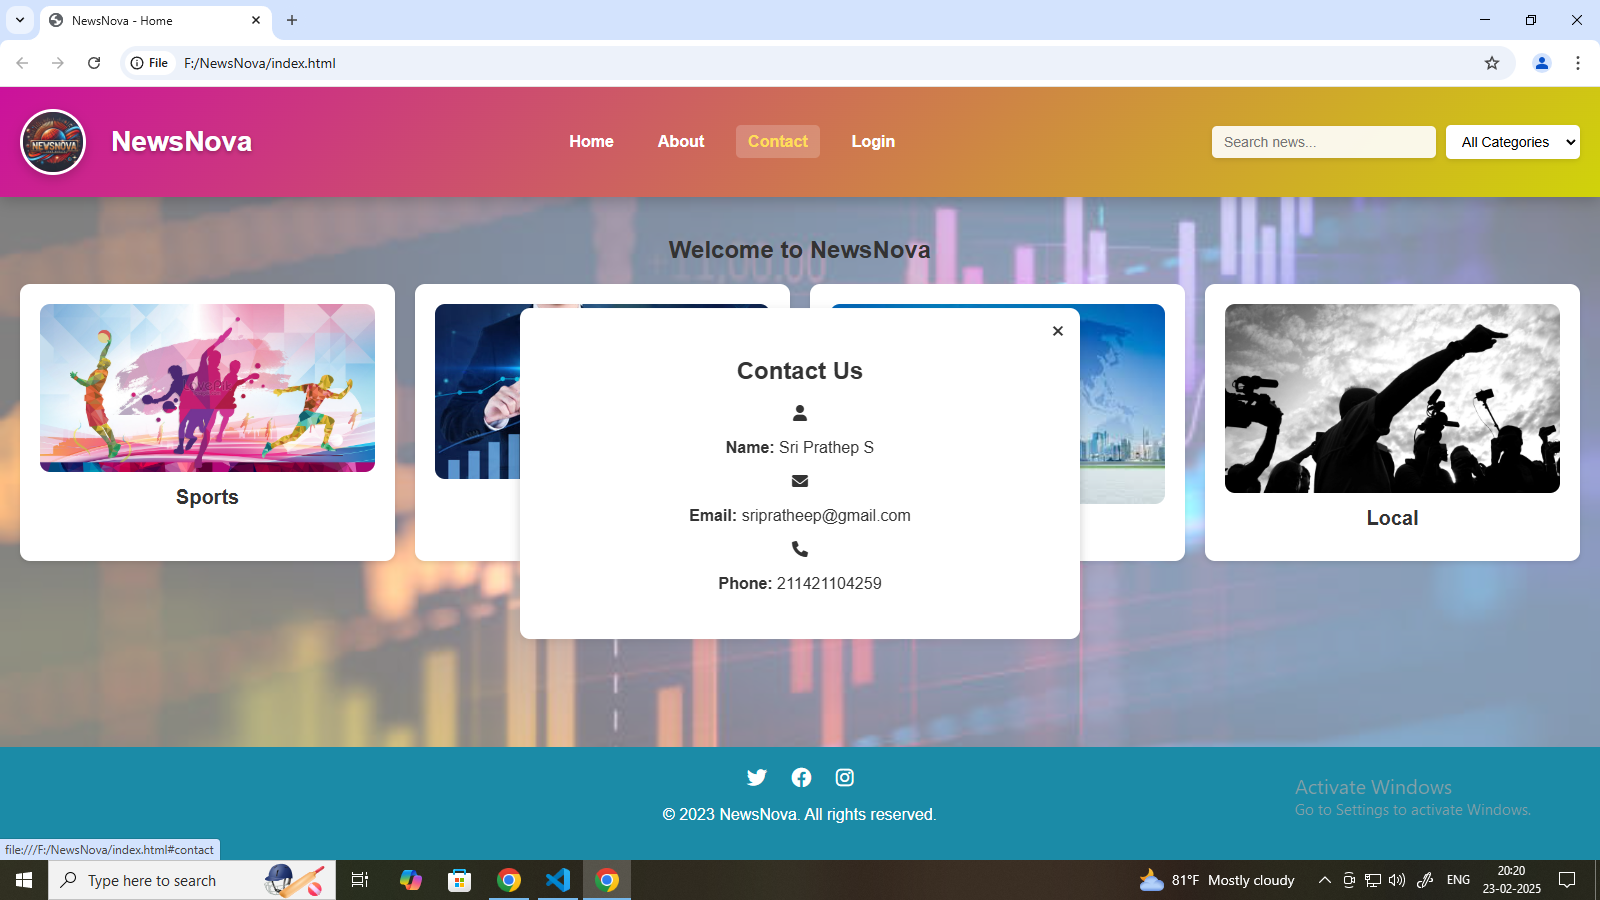 NewsNova - Home
File
F:/NewsNova/index.html
NEWSNOVA
NewsNova
Home
About
Contact
Login
Search news...
All Categories
Welcome to NewsNova
Sports
Contact Us
Name: Sri Prathep S
Email: sripratheep@gmail.com
Phone: 211421104259
Local
© 2023 NewsNova. All rights reserved.
Activate Windows
Go to Settings to activate Windows.
file:///F:/NewsNova/index.html#contact
Type here to search
81°F Mostly cloudy
ENG
20:20
23-02-2025